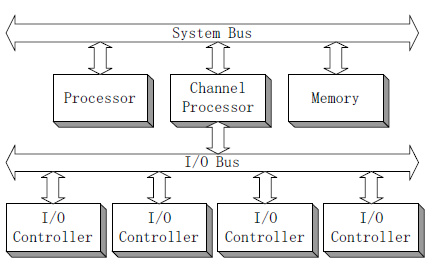 System Bus
Processor
Channel
Processor
Memory
I/O Bus
I/O
Controller
I/O
Controller
I/O
Controller
I/O
Controller